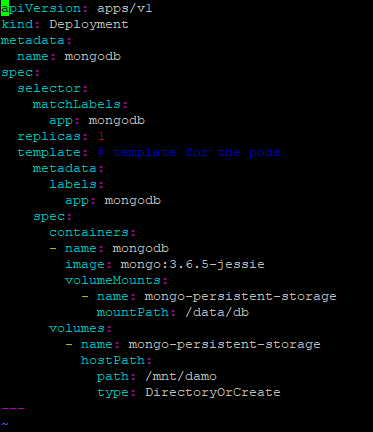 apiVersion: apps/v1
kind: Deployment
metadata:
  name: mongodb
spec:
  selector:
    matchLabels:
      app: mongodb
  replicas: 1
  template: # template for the pods
    metadata:
      labels:
        app: mongodb
    spec:
      containers:
      - name: mongodb
        image: mongo:3.6.5-jessie
        volumeMounts:
          - name: mongo-persistent-storage
            mountPath: /data/db
      volumes:
        - name: mongo-persistent-storage
          hostPath:
            path: /mnt/damo
            type: DirectoryOrCreate
---
~